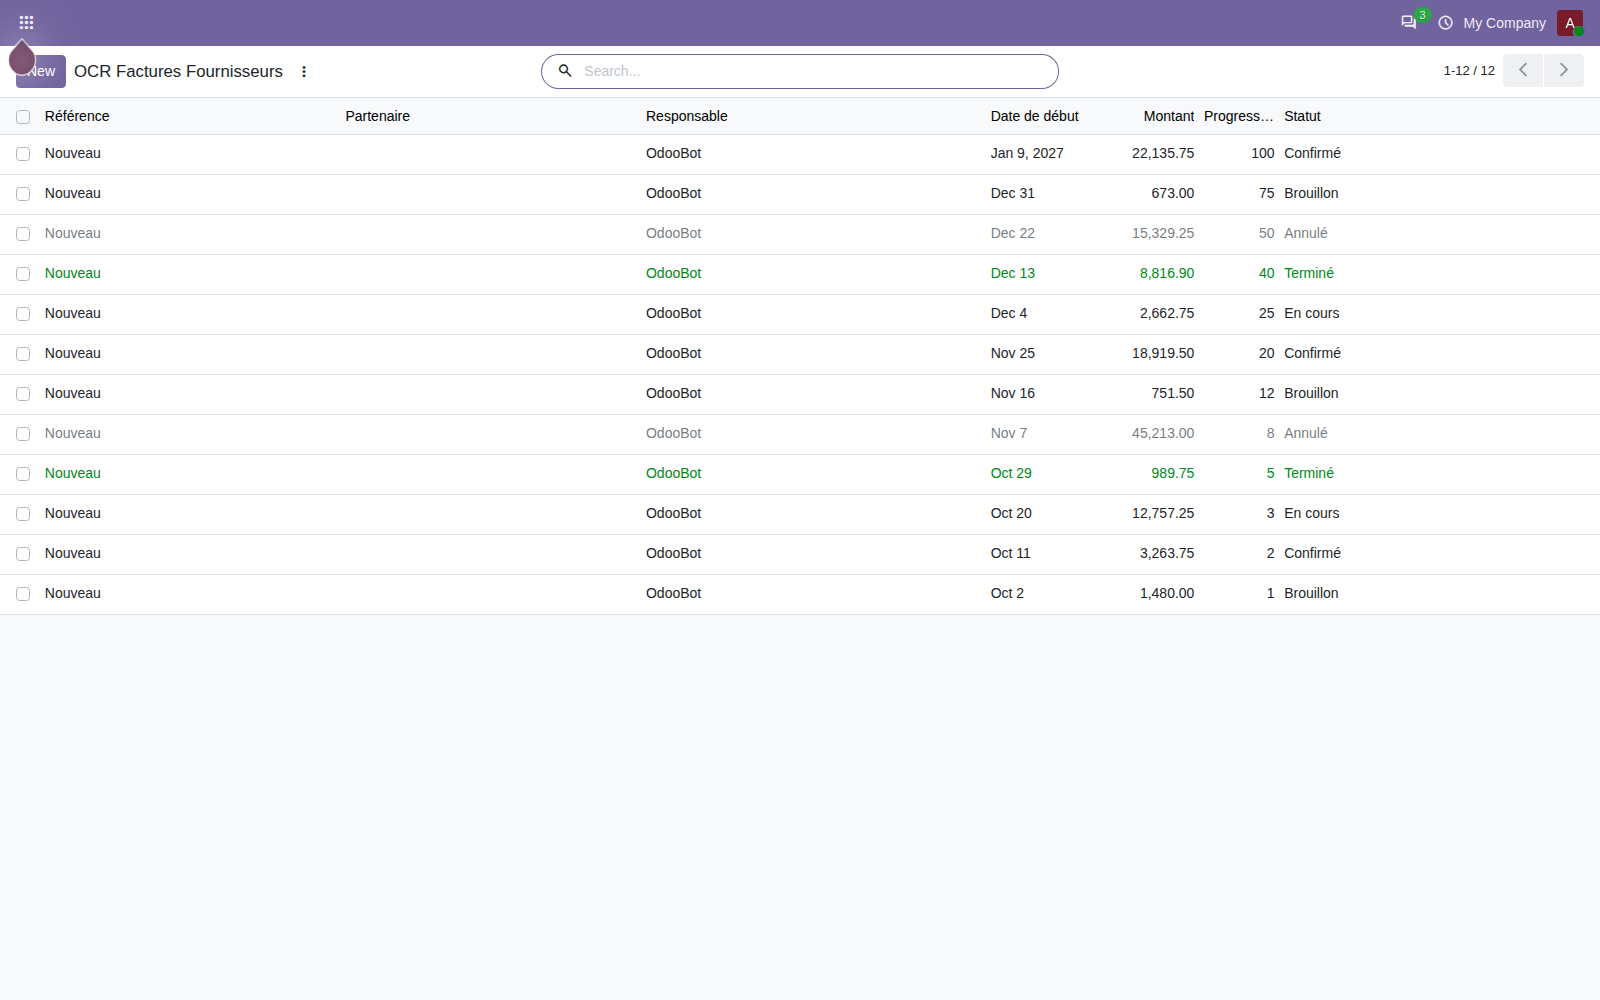 3 My Company A
New OCR Factures Fournisseurs Search... 1-12 / 12
Référence Partenaire Responsable Date de début Montant Progress… Statut
Nouveau OdooBot Jan 9, 2027 22,135.75 100 Confirmé
Nouveau OdooBot Dec 31 673.00 75 Brouillon
Nouveau OdooBot Dec 22 15,329.25 50 Annulé
Nouveau OdooBot Dec 13 8,816.90 40 Terminé
Nouveau OdooBot Dec 4 2,662.75 25 En cours
Nouveau OdooBot Nov 25 18,919.50 20 Confirmé
Nouveau OdooBot Nov 16 751.50 12 Brouillon
Nouveau OdooBot Nov 7 45,213.00 8 Annulé
Nouveau OdooBot Oct 29 989.75 5 Terminé
Nouveau OdooBot Oct 20 12,757.25 3 En cours
Nouveau OdooBot Oct 11 3,263.75 2 Confirmé
Nouveau OdooBot Oct 2 1,480.00 1 Brouillon